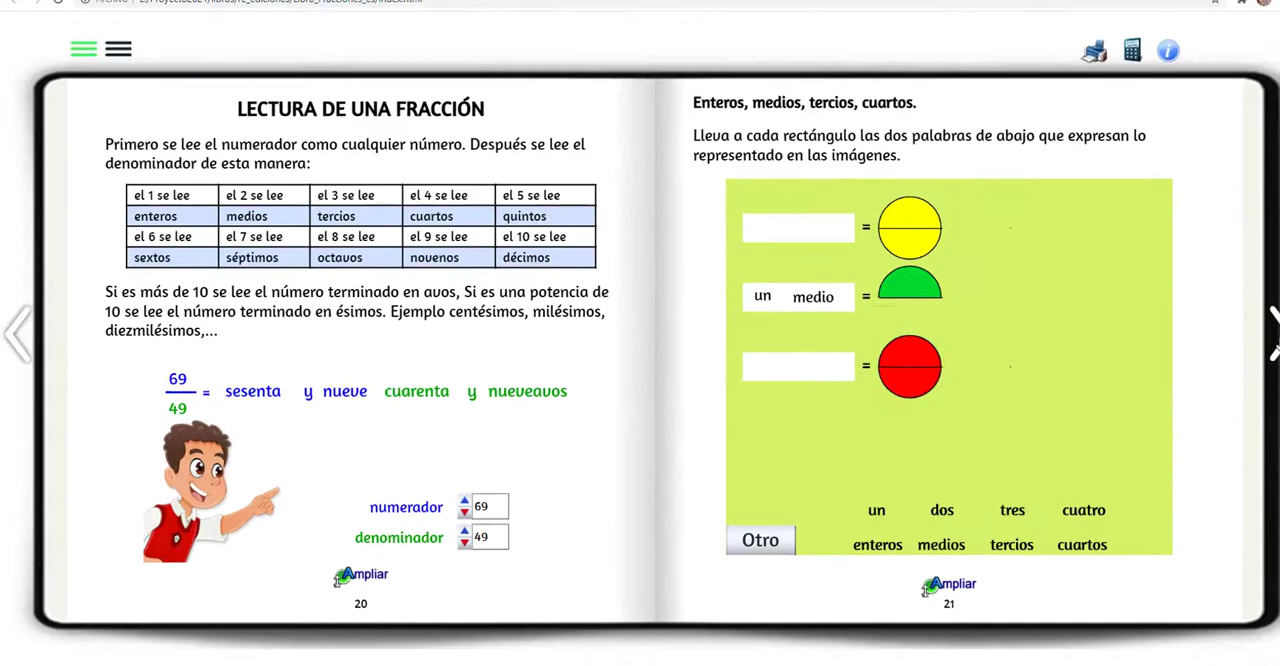 LECTURA DE UNA FRACCIÓN
Primero se lee el numerador como cualquier número. Después se lee el
denominador de esta manera:
el 1 se lee el 2 se lee el 3 se lee el 4 se lee el 5 se lee
enteros medios tercios cuartos quintos
el 6 se lee el 7 se lee el 8 se lee el 9 se lee el 10 se lee
sextos séptimos octavos novenos décimos
Si es más de 10 se lee el número terminado en avos, Si es una potencia de
10 se lee el número terminado en ésimos. Ejemplo centésimos, milésimos,
diezmilésimos,...
69
= sesenta y nueve cuarenta y nueveavos
49
numerador 69
denominador 49
Ampliar
20
Enteros, medios, tercios, cuartos.
Lleva a cada rectángulo las dos palabras de abajo que expresan lo
representado en las imágenes.
=
un medio =
=
un dos tres cuatro
Otro
enteros medios tercios cuartos
Ampliar
21